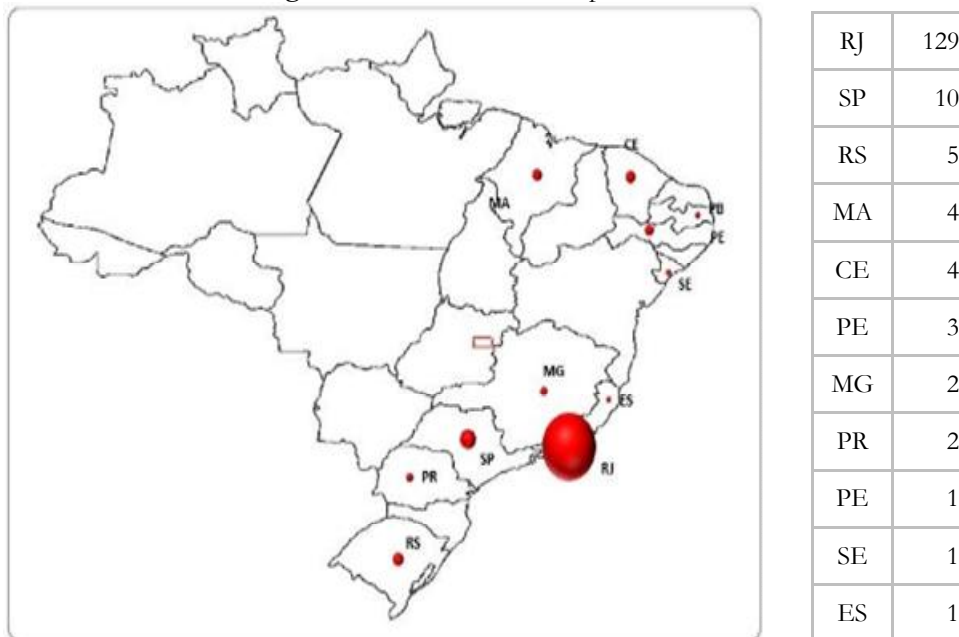 CE
MA
PB
PE
SE
MG
ES
SP
RJ
PR
RS
RJ 129
SP 10
RS 5
MA 4
CE 4
PE 3
MG 2
PR 2
PE 1
SE 1
ES 1